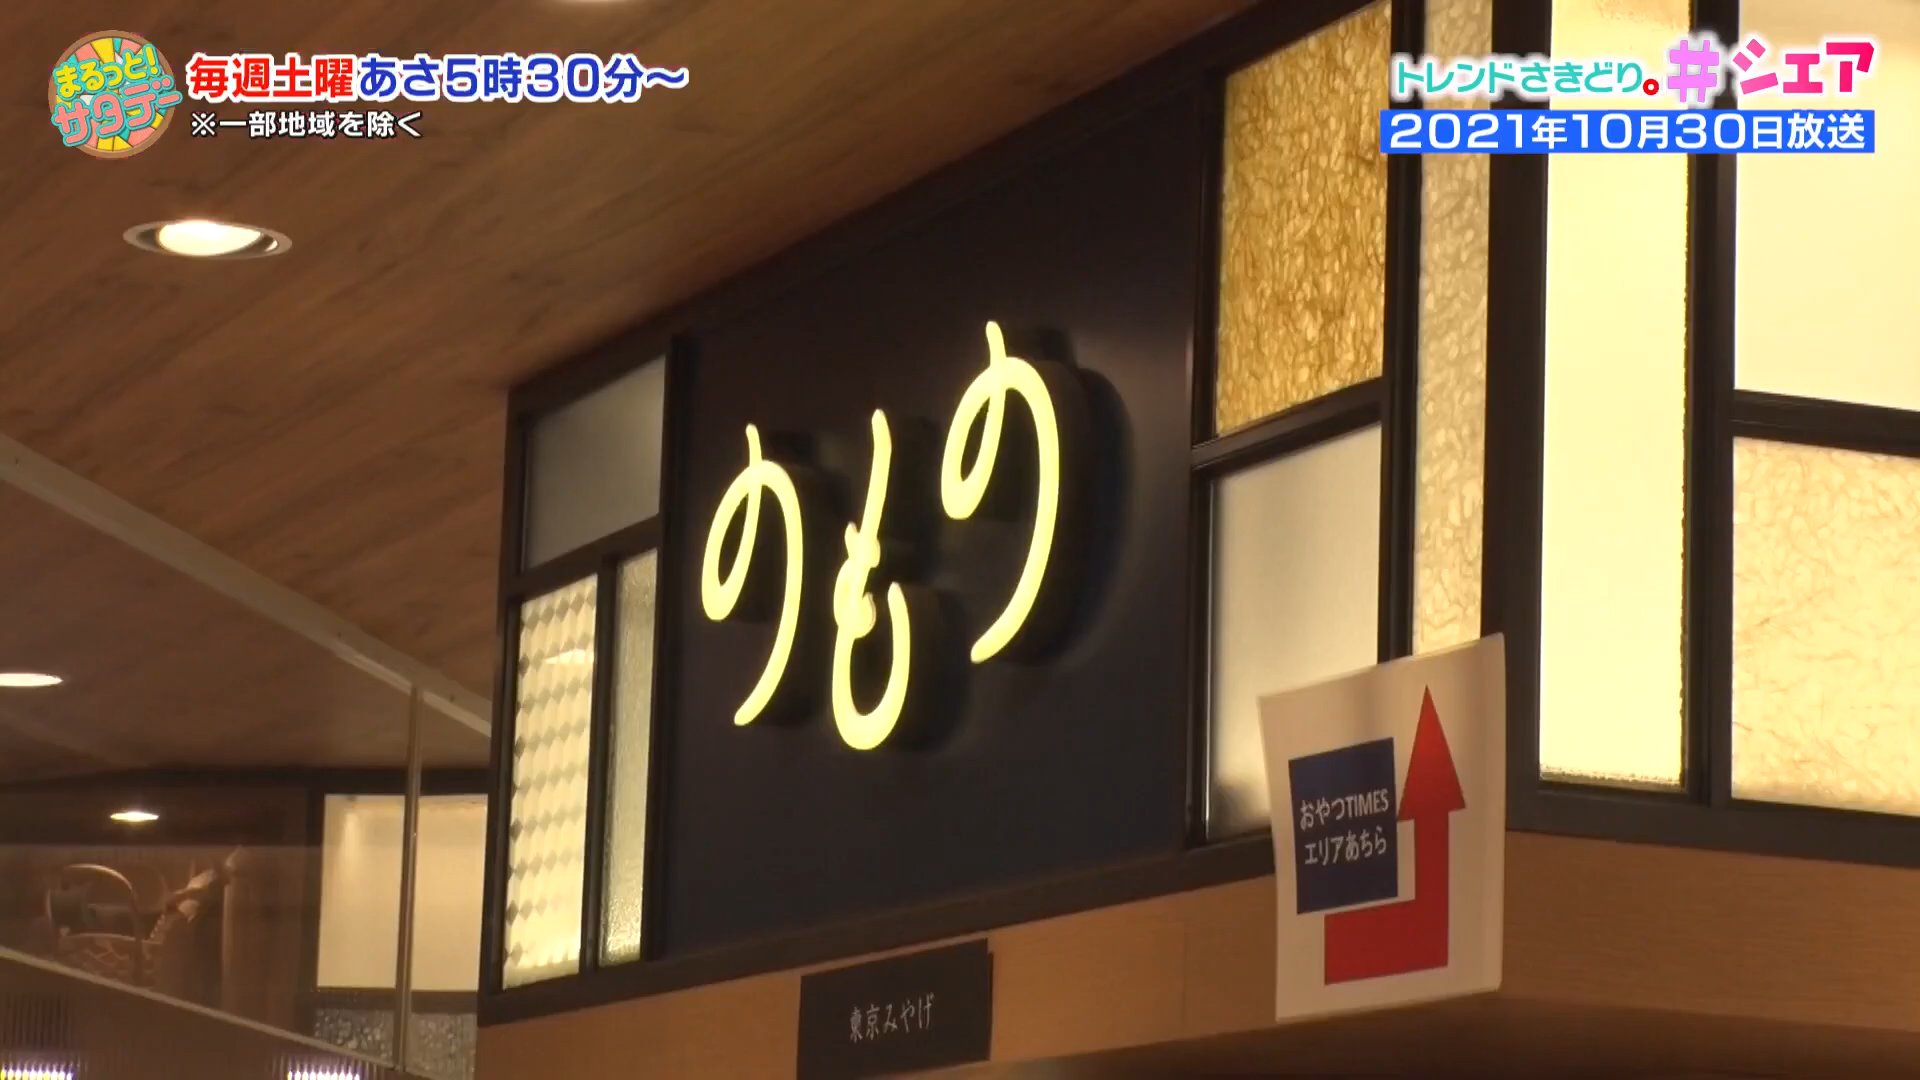 まるっと!
サタデー
毎週土曜あさ5時30分～
※一部地域を除く
トレンドさきどり。#シェア
2021年10月30日放送
のもの
おやつTIMES
エリアあちら
東京みやげ